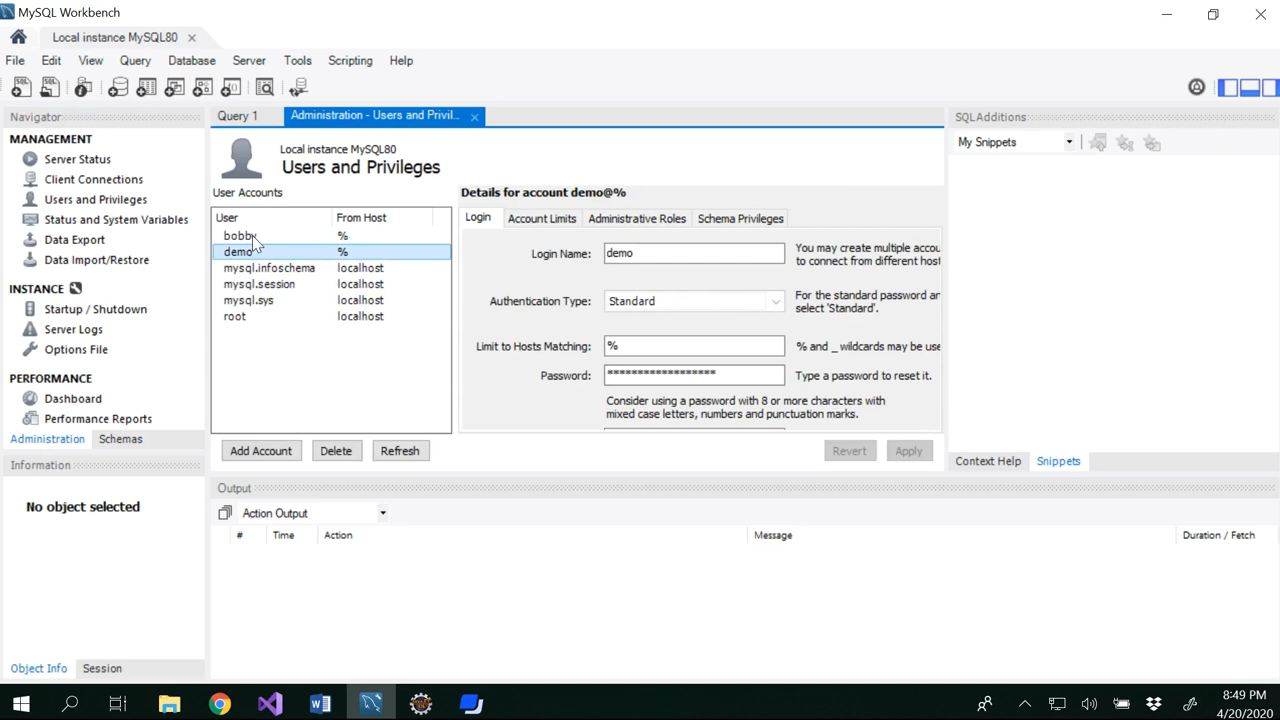 MySQL Workbench
Local instance MySQL80
File Edit View Query Database Server Tools Scripting Help
Navigator
MANAGEMENT
Server Status
Client Connections
Users and Privileges
Status and System Variables
Data Export
Data Import/Restore
INSTANCE
Startup / Shutdown
Server Logs
Options File
PERFORMANCE
Dashboard
Performance Reports
Administration Schemas
Information
No object selected
Object Info Session
Query 1 Administration - Users and Privil...
Local instance MySQL80
Users and Privileges
User Accounts
User From Host
bobby %
demo %
mysql.infoschema localhost
mysql.session localhost
mysql.sys localhost
root localhost
Add Account Delete Refresh
Details for account demo@%
Login Account Limits Administrative Roles Schema Privileges
Login Name: demo You may create multiple accou
to connect from different host
Authentication Type: Standard For the standard password an
select 'Standard'.
Limit to Hosts Matching: % % and _ wildcards may be use
Password: ****************** Type a password to reset it.
Consider using a password with 8 or more characters with
mixed case letters, numbers and punctuation marks.
Revert Apply
SQLAdditions
My Snippets
Context Help Snippets
Output
Action Output
# Time Action Message Duration / Fetch
8:49 PM
4/20/2020